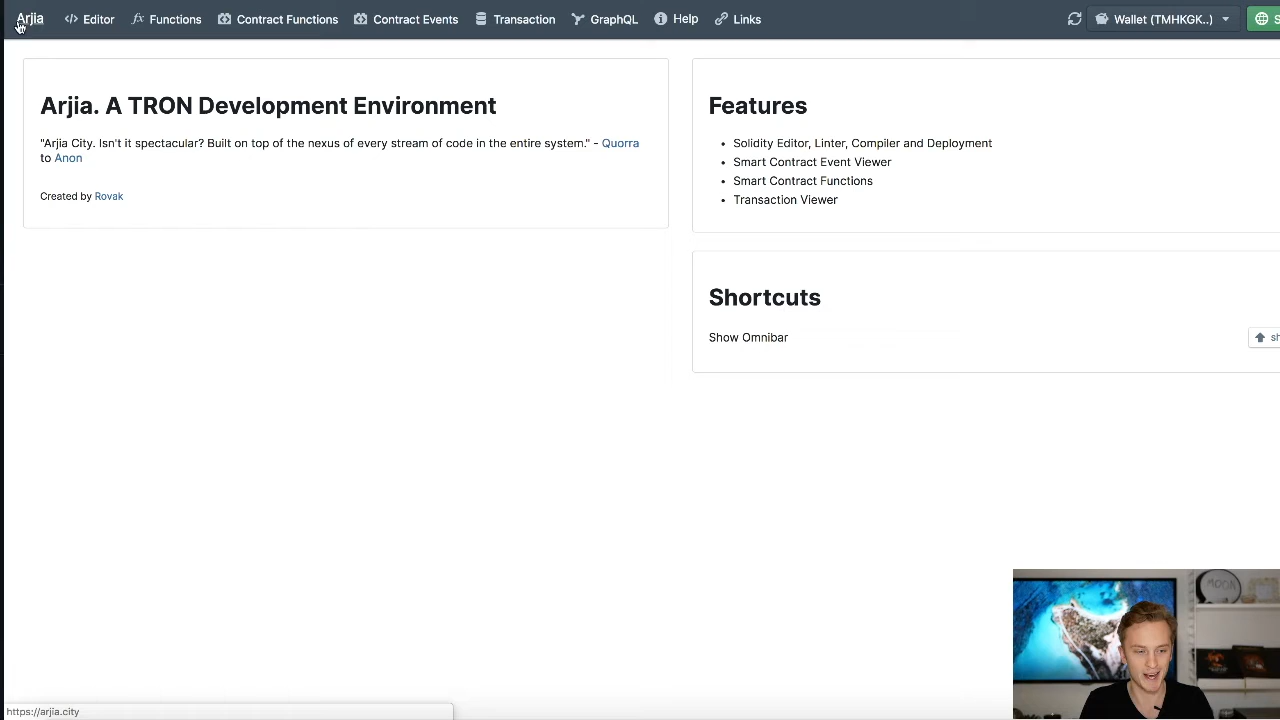 Arjia
Editor
Functions
Contract Functions
Contract Events
Transaction
GraphQL
Help
Links
Wallet (TMHKGK..)
Arjia. A TRON Development Environment
"Arjia City. Isn't it spectacular? Built on top of the nexus of every stream of code in the entire system." - Quorra
to Anon
Created by Rovak
Features
• Solidity Editor, Linter, Compiler and Deployment
• Smart Contract Event Viewer
• Smart Contract Functions
• Transaction Viewer
Shortcuts
Show Omnibar
sh
MOON
https://arjia.city